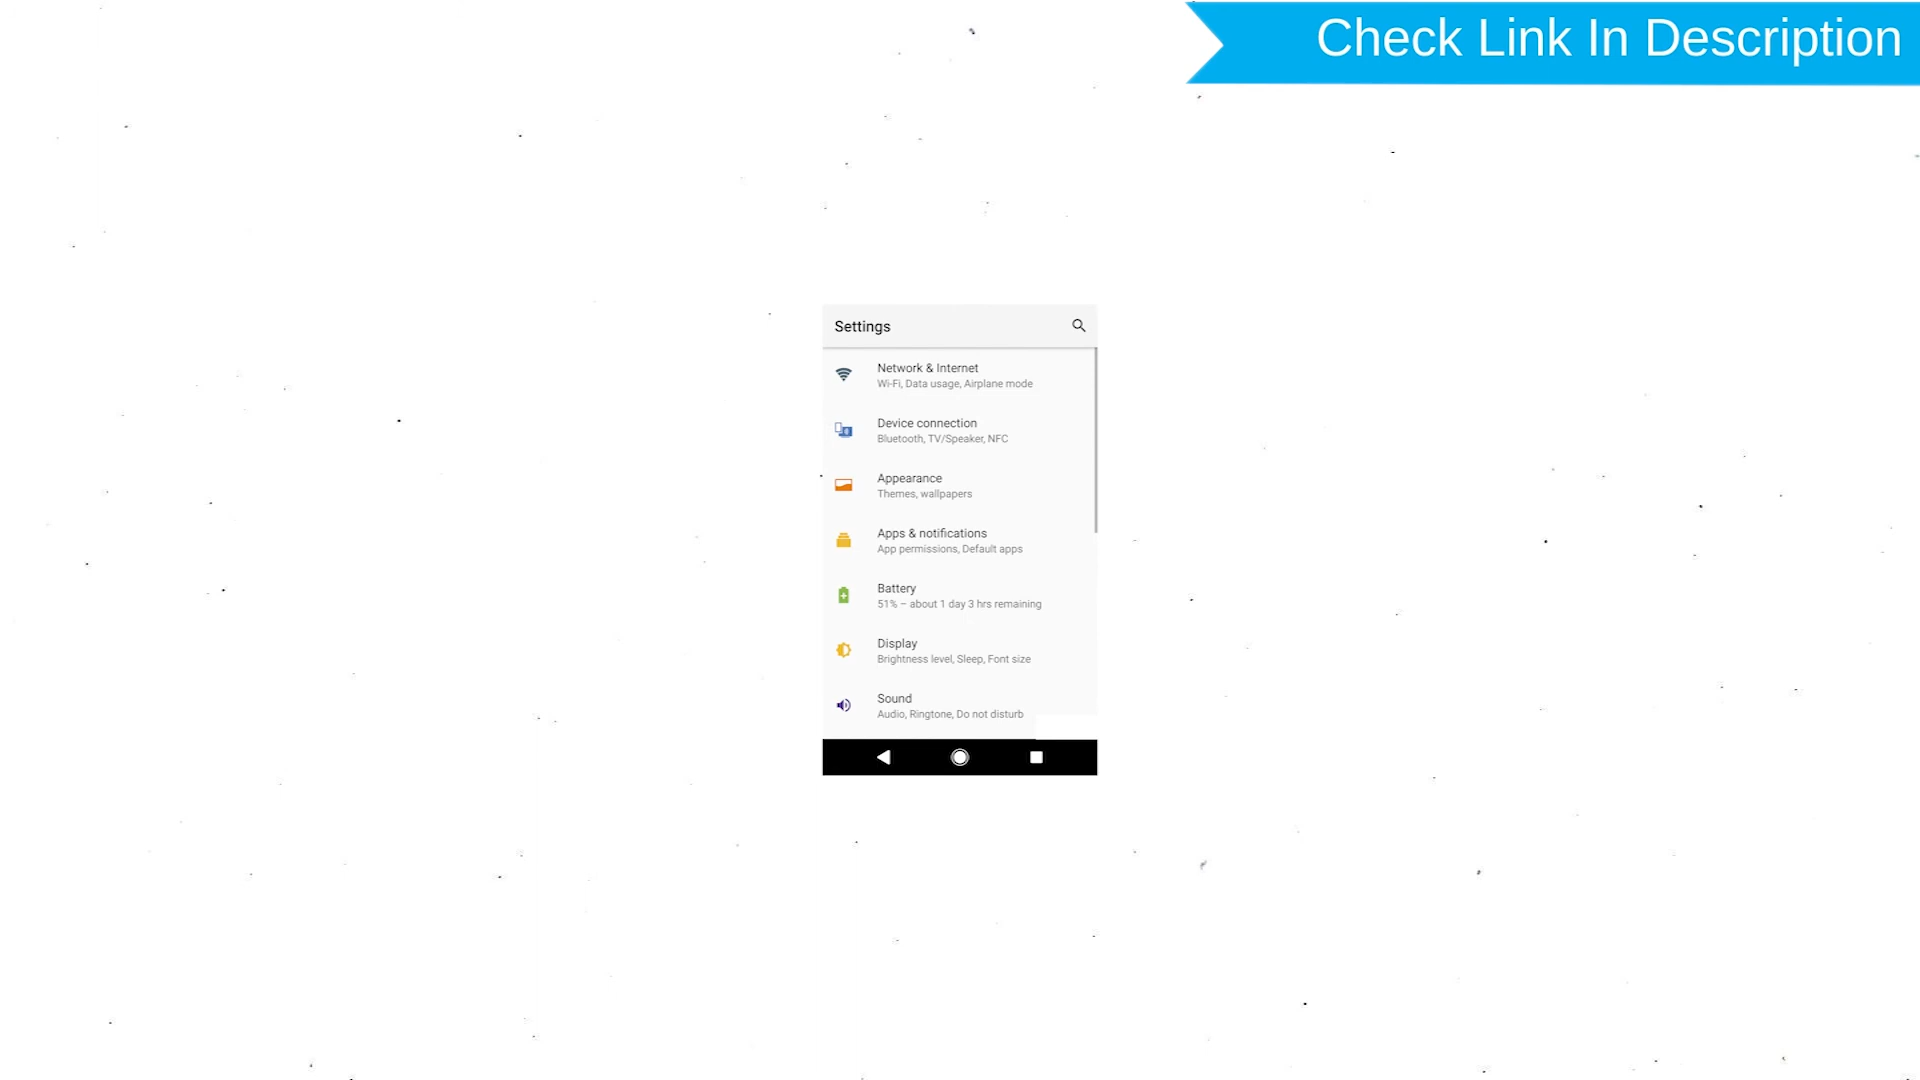 Check Link In Description
Settings
Network & Internet
Wi-Fi, Data usage, Airplane mode
Device connection
Bluetooth, TV/Speaker, NFC
Appearance
Themes, wallpapers
Apps & notifications
App permissions, Default apps
Battery
51% – about 1 day 3 hrs remaining
Display
Brightness level, Sleep, Font size
Sound
Audio, Ringtone, Do not disturb